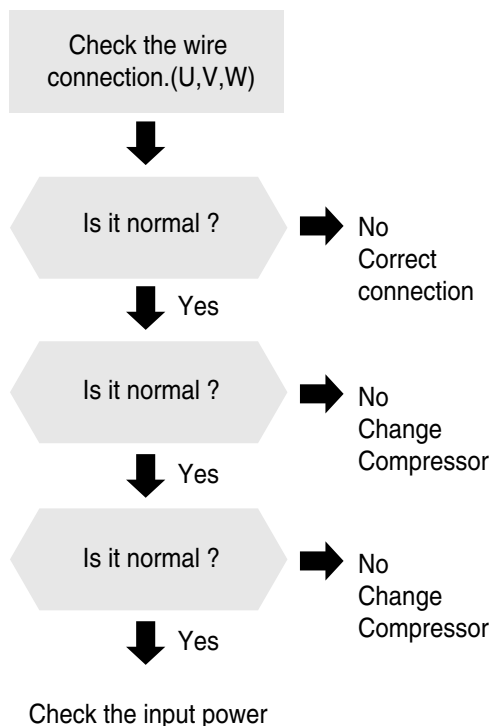 Check the wire
connection.(U,V,W)
Is it normal ?
No
Correct
connection
Yes
Is it normal ?
No
Change
Compressor
Yes
Is it normal ?
No
Change
Compressor
Yes
Check the input power